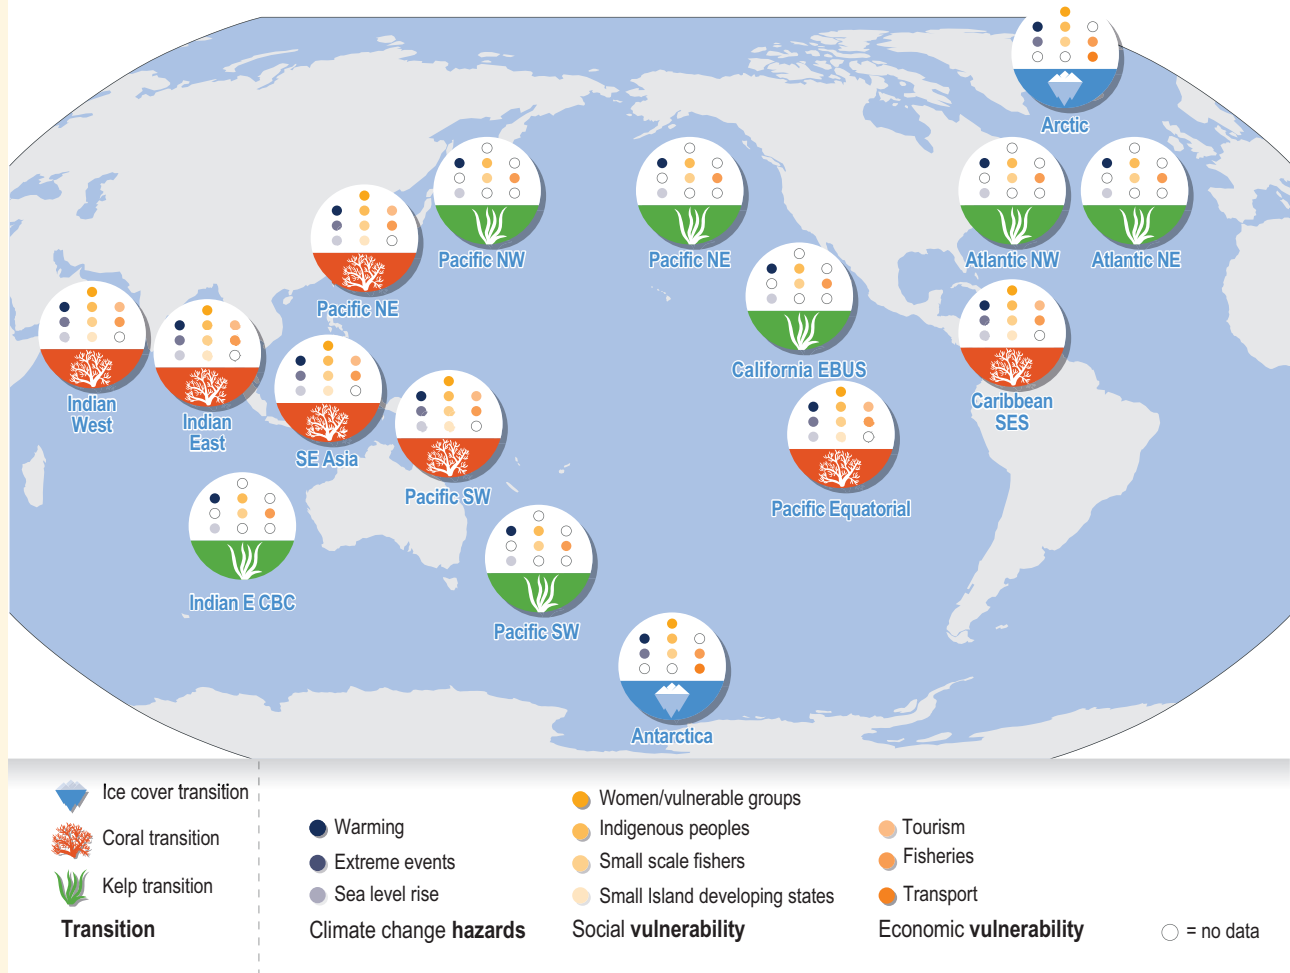 Arctic
Pacific NW
Pacific NE
Atlantic NW
Atlantic NE
Pacific NE
California EBUS
Indian
West
Indian
East
SE Asia
Caribbean
SES
Pacific SW
Pacific Equatorial
Indian E CBC
Pacific SW
Antarctica
Ice cover transition
Coral transition
Kelp transition
Transition
Warming
Extreme events
Sea level rise
Climate change hazards
Women/vulnerable groups
Indigenous peoples
Small scale fishers
Small Island developing states
Social vulnerability
Tourism
Fisheries
Transport
Economic vulnerability
= no data